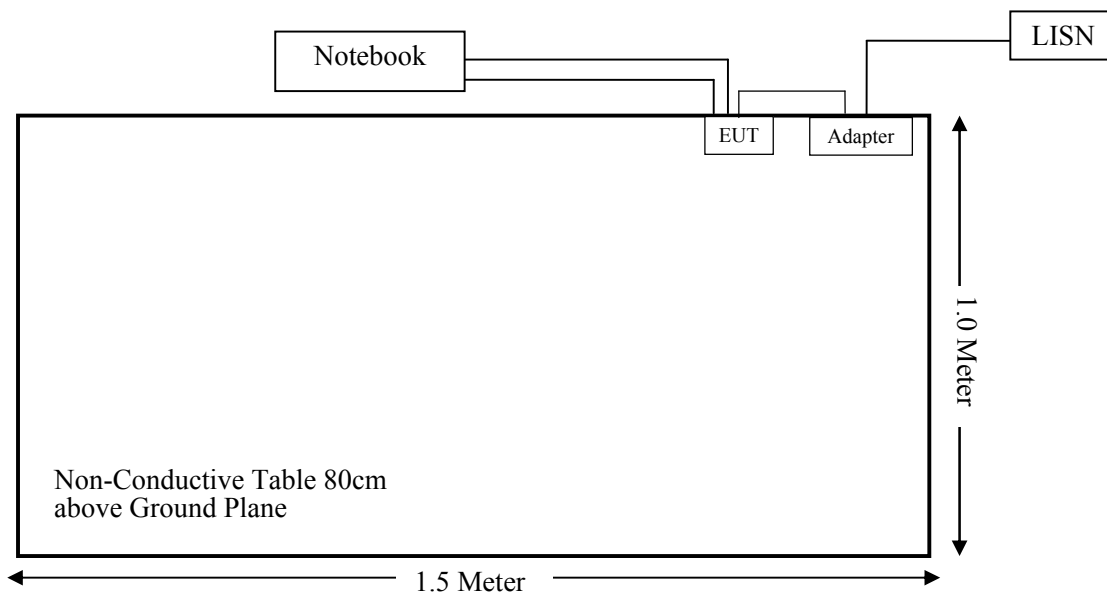 Notebook
LISN
EUT
Adapter
1.0 Meter
Non-Conductive Table 80cm
above Ground Plane
1.5 Meter